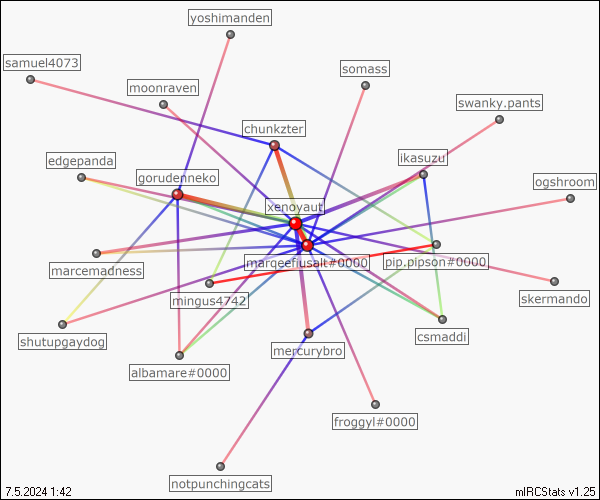 yoshimanden
samuel4073
somass
moonraven
swanky.pants
chunkzter
edgepanda
ikasuzu
gorudenneko
ogshroom
xenoyaut
marqeefiusalt#0000
pip.pipson#0000
marcemadness
mingus4742
skermando
shutupgaydog
csmaddi
mercurybro
albamare#0000
froggyl#0000
notpunchingcats
7.5.2024 1:42
mIRCStats v1.25